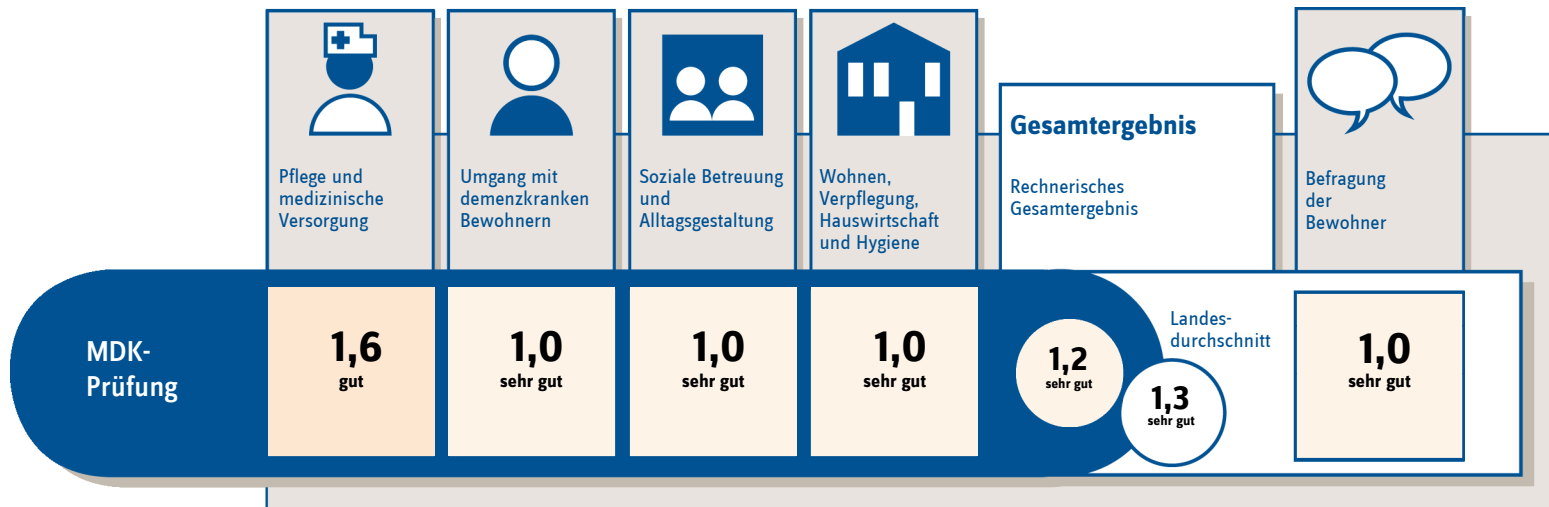 Pflege und
medizinische
Versorgung
Umgang mit
demenzkranken
Bewohnern
Soziale Betreuung
und
Alltagsgestaltung
Wohnen,
Verpflegung,
Hauswirtschaft
und Hygiene
Gesamtergebnis
Rechnerisches
Gesamtergebnis
Befragung
der
Bewohner
MDK-
Prüfung
1,6
gut
1,0
sehr gut
1,0
sehr gut
1,0
sehr gut
1,2
sehr gut
Landes-
durchschnitt
1,3
sehr gut
1,0
sehr gut